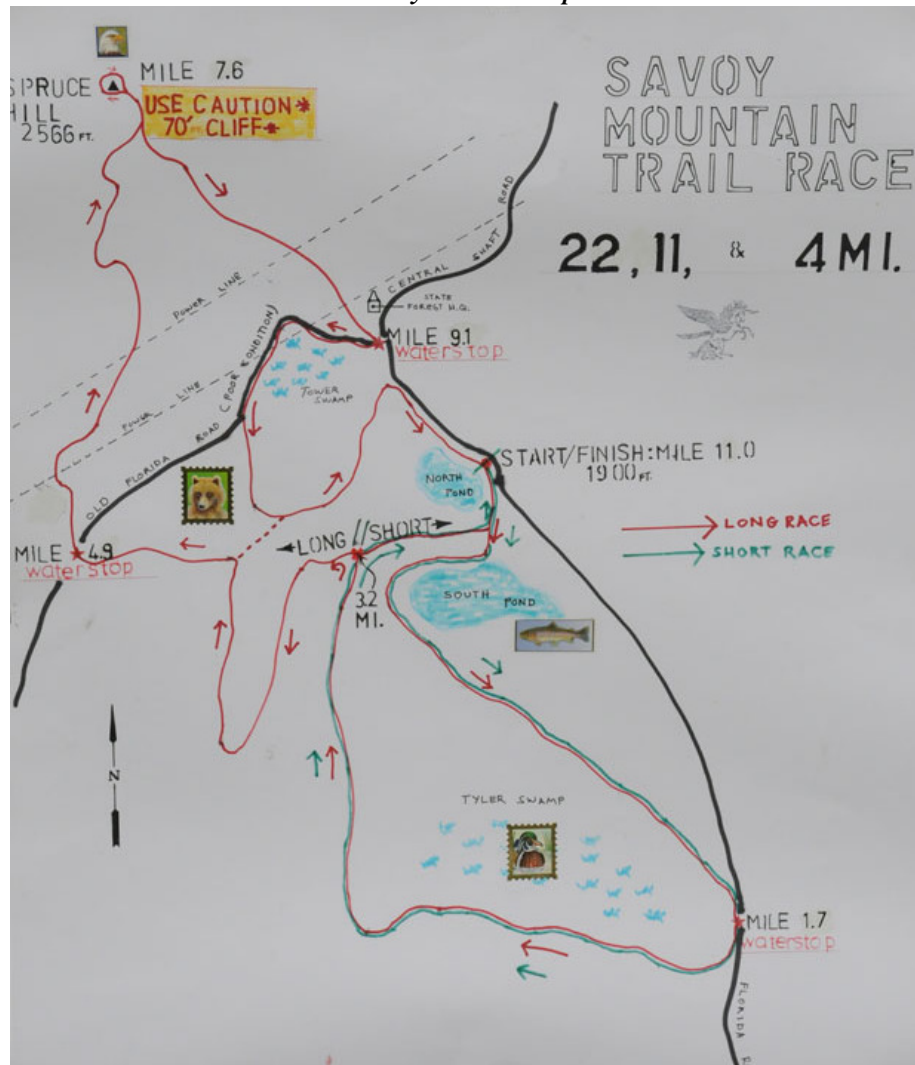 MILE 7.6
SPRUCE
HILL
2566 FT.
USE CAUTION
70' FT. CLIFF
SAVOY
MOUNTAIN
TRAIL RACE
22, 11, & 4 MI.
CENTRAL SHAFT ROAD
STATE
FOREST H.Q.
POWER LINE
POWER LINE
OLD FLORIDA ROAD (POOR CONDITION)
MILE 9.1
waterstop
TOWER
SWAMP
START/FINISH: MILE 11.0
1900 FT.
NORTH
POND
LONG RACE
SHORT RACE
LONG // SHORT
MILE 4.9
waterstop
3.2
MI.
SOUTH POND
N
TYLER SWAMP
MILE 1.7
waterstop
FLORIDA R